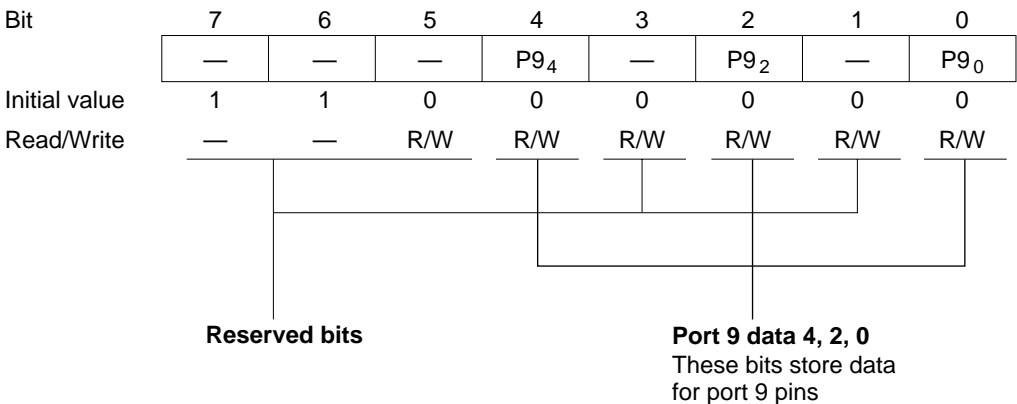 Bit 7 6 5 4 3 2 1 0
— — — P9₄ — P9₂ — P9₀
Initial value 1 1 0 0 0 0 0 0
Read/Write — — R/W R/W R/W R/W R/W R/W
Reserved bits
Port 9 data 4, 2, 0
These bits store data
for port 9 pins